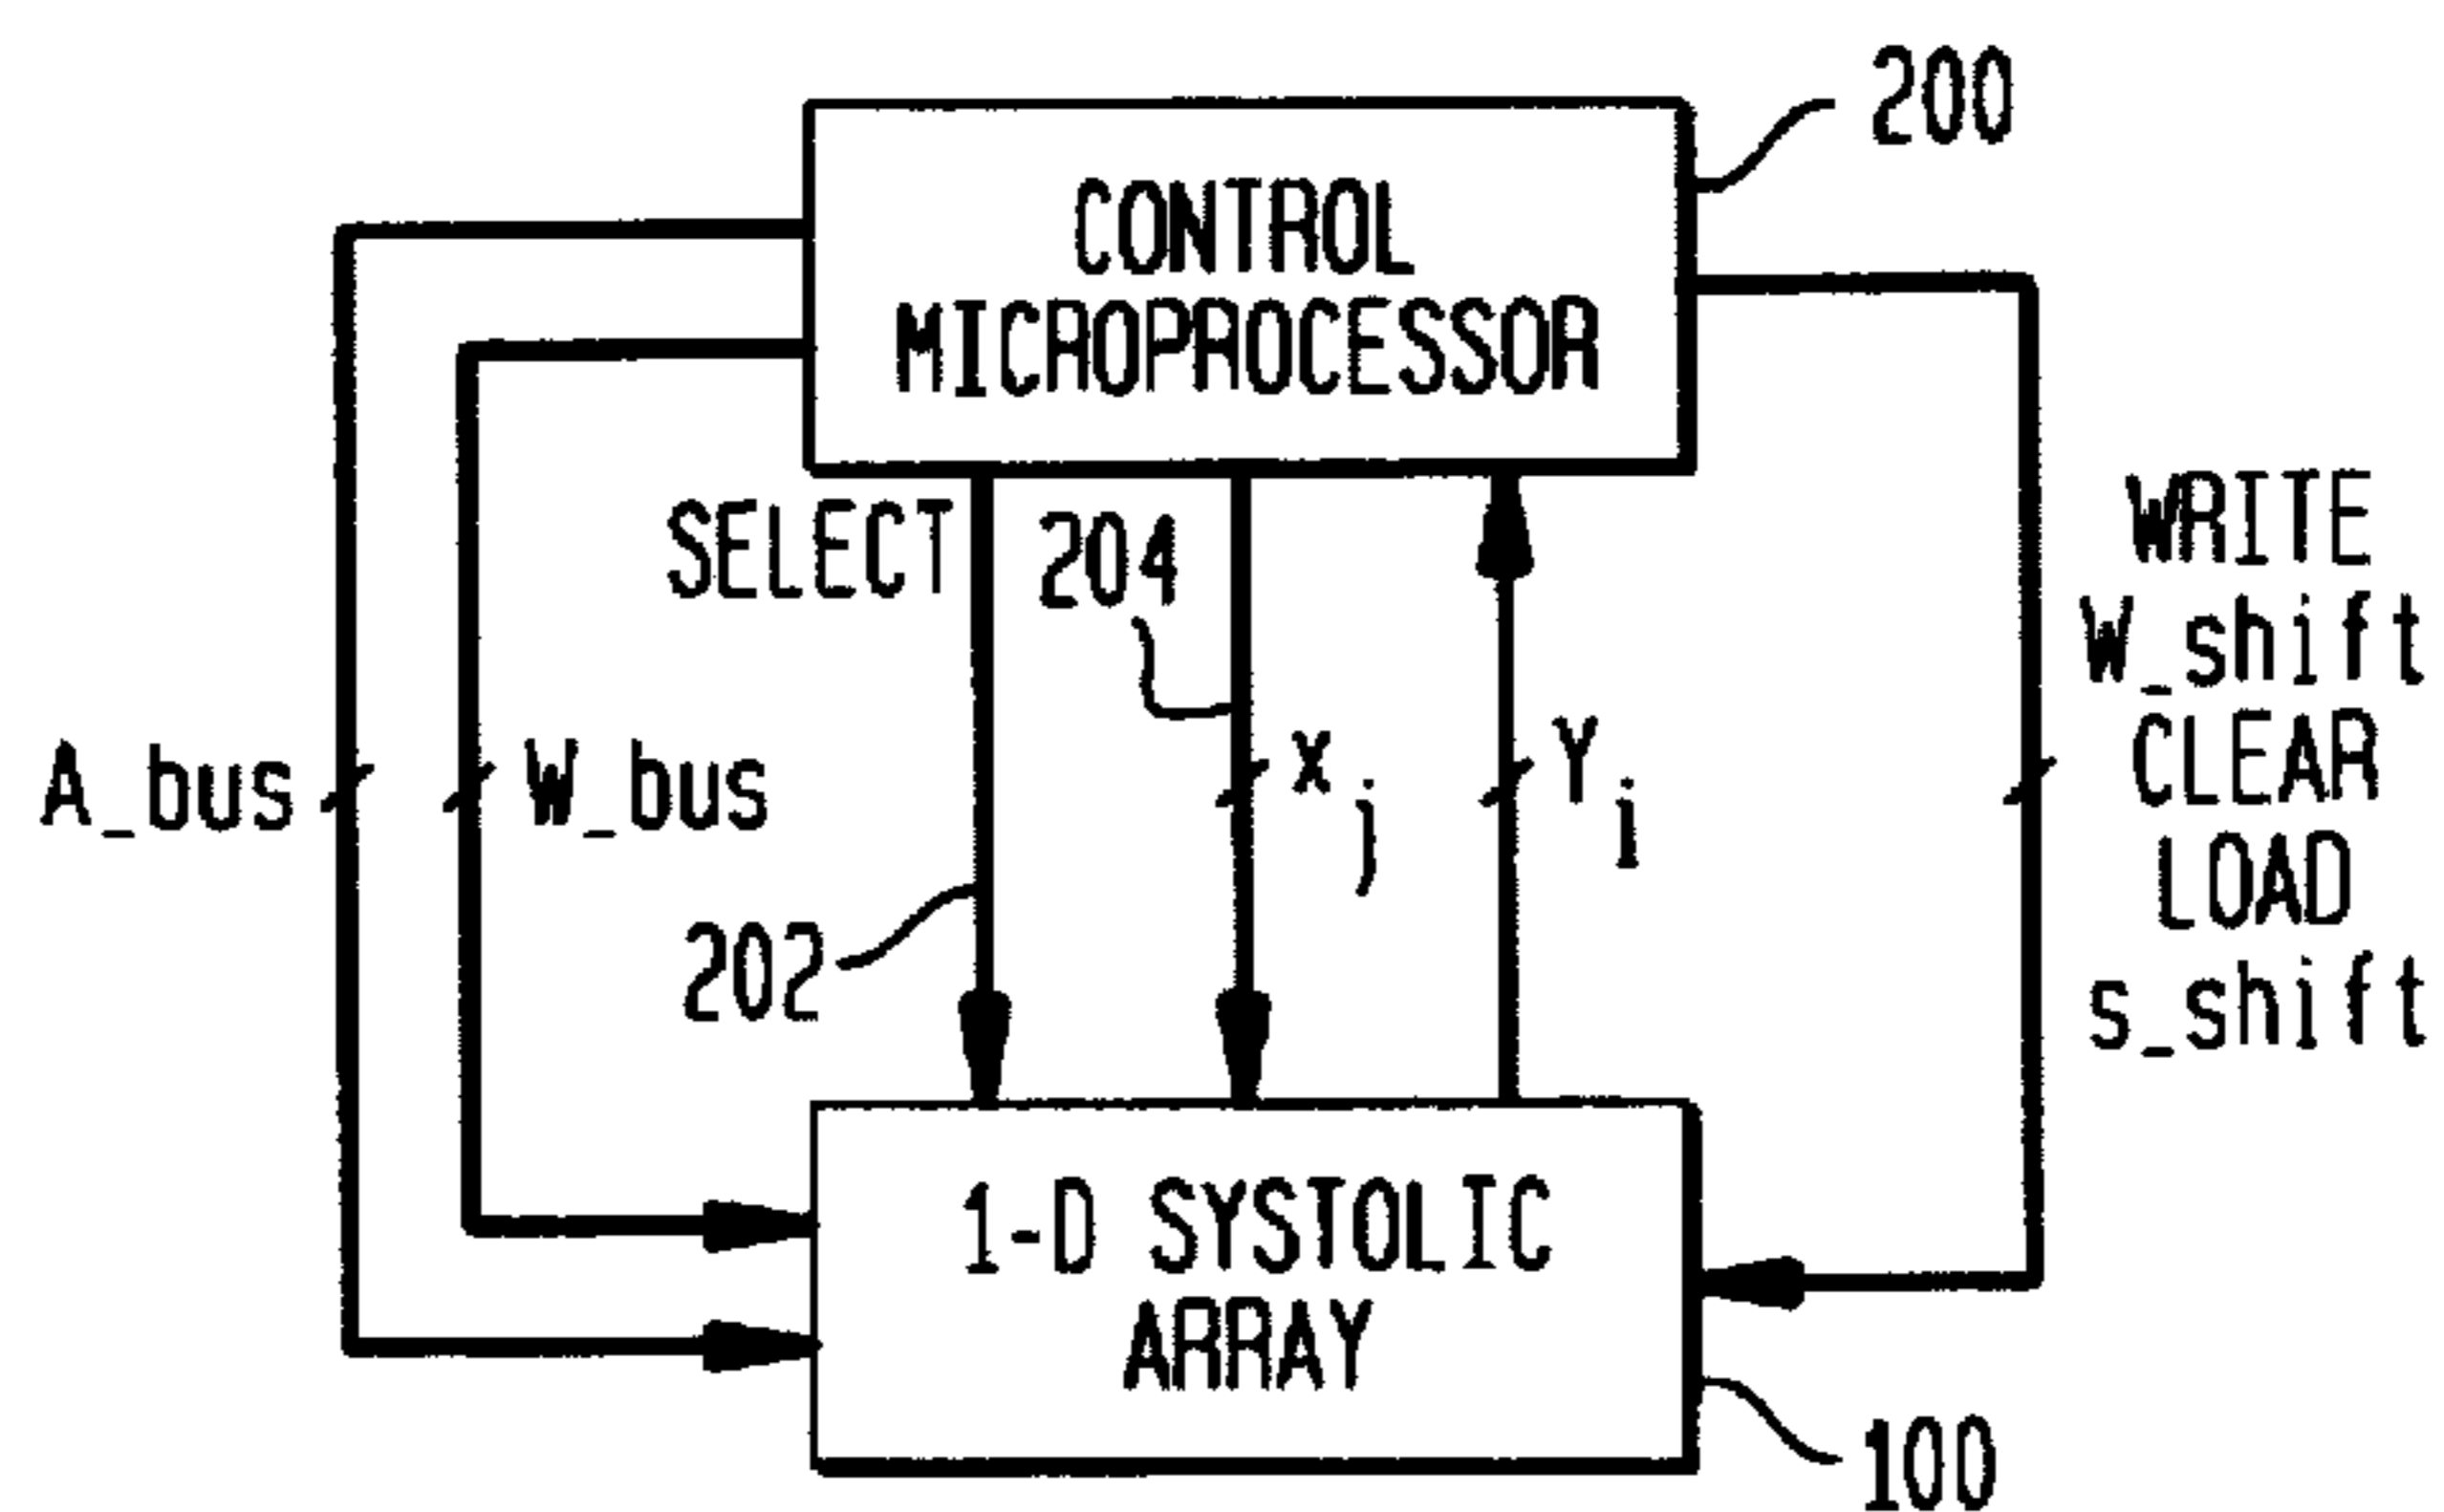 200
CONTROL
MICROPROCESSOR
SELECT
204
WRITE
W_shift
CLEAR
LOAD
s_shift
A_bus
W_bus
x j
Y i
202
1-D SYSTOLIC
ARRAY
100